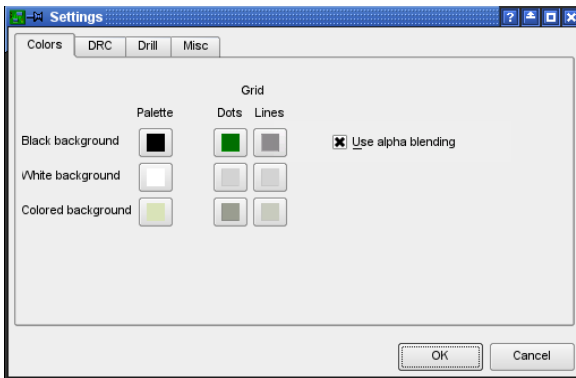 Settings
Colors DRC Drill Misc
Grid
Palette Dots Lines
Black background
Use alpha blending
White background
Colored background
OK Cancel